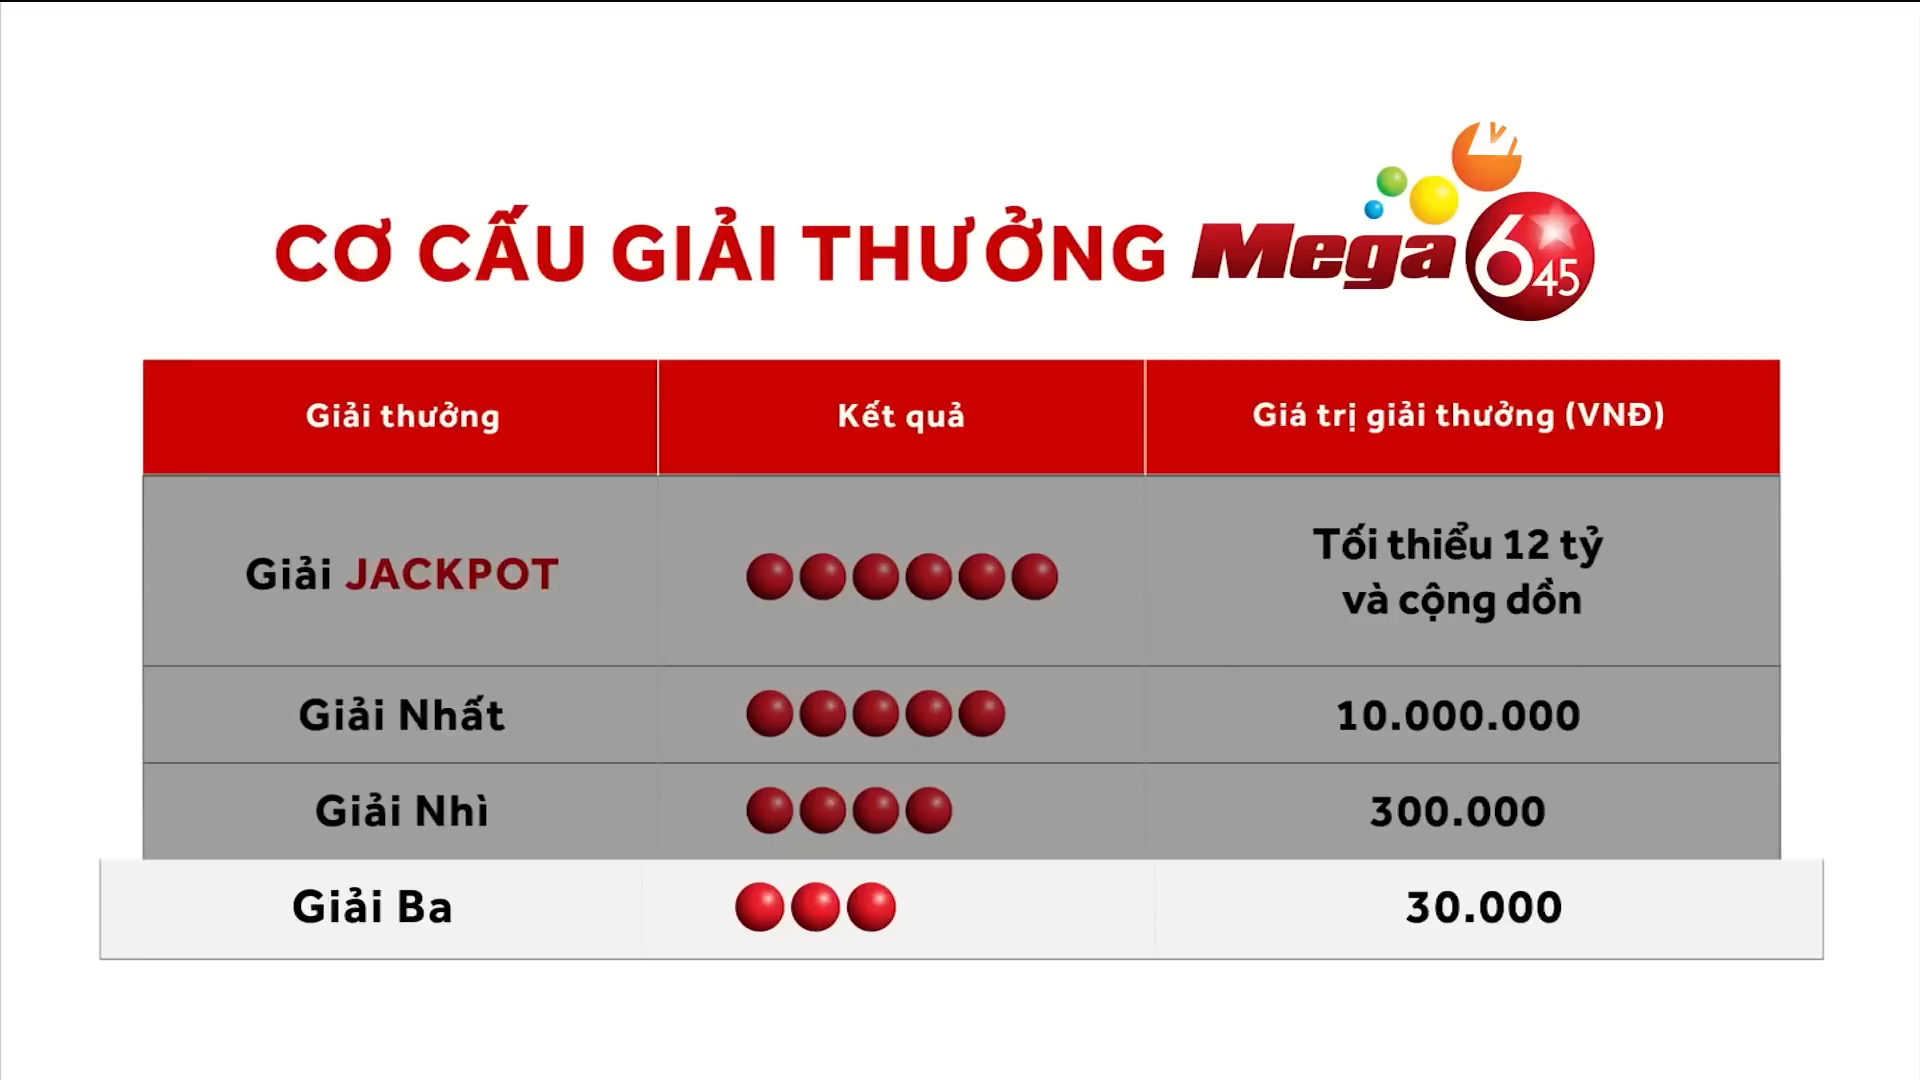 CƠ CẤU GIẢI THƯỞNG Mega 6 45
Giải thưởng
Kết quả
Giá trị giải thưởng (VNĐ)
Giải JACKPOT
Tối thiểu 12 tỷ
và cộng dồn
Giải Nhất
10.000.000
Giải Nhì
300.000
Giải Ba
30.000